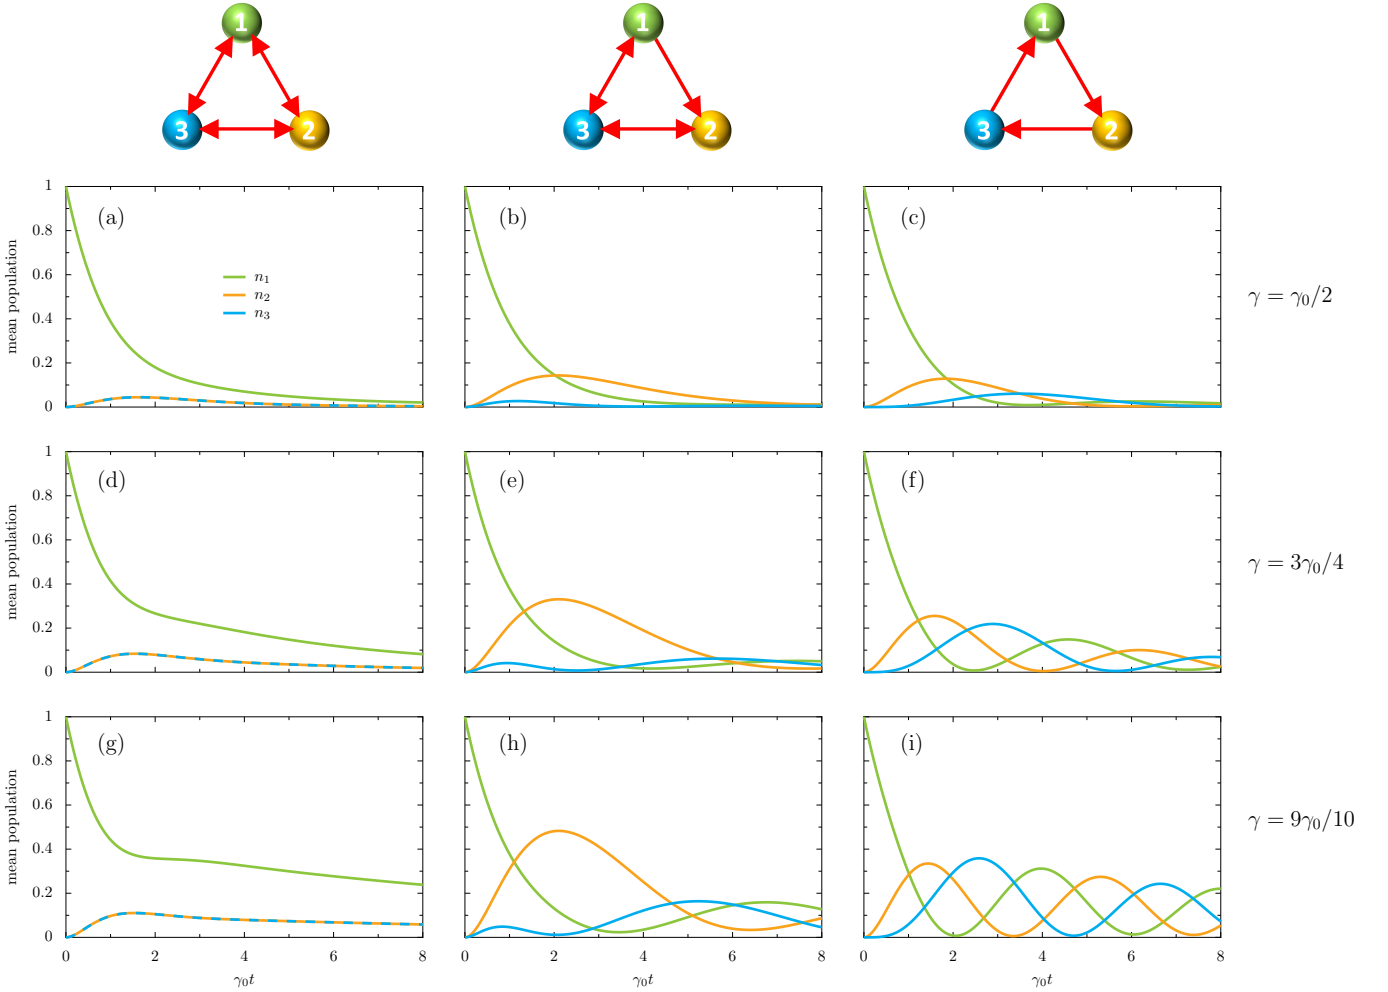 1
3
2
1
3
2
1
3
2
mean population
1
0.8
0.6
0.4
0.2
0
(a)
n₁
n₂
n₃
(b)
(c)
γ = γ₀/2
mean population
1
0.8
0.6
0.4
0.2
0
(d)
(e)
(f)
γ = 3γ₀/4
mean population
1
0.8
0.6
0.4
0.2
0
(g)
(h)
(i)
γ = 9γ₀/10
0 2 4 6 8
0 2 4 6 8
0 2 4 6 8
γ₀t
γ₀t
γ₀t